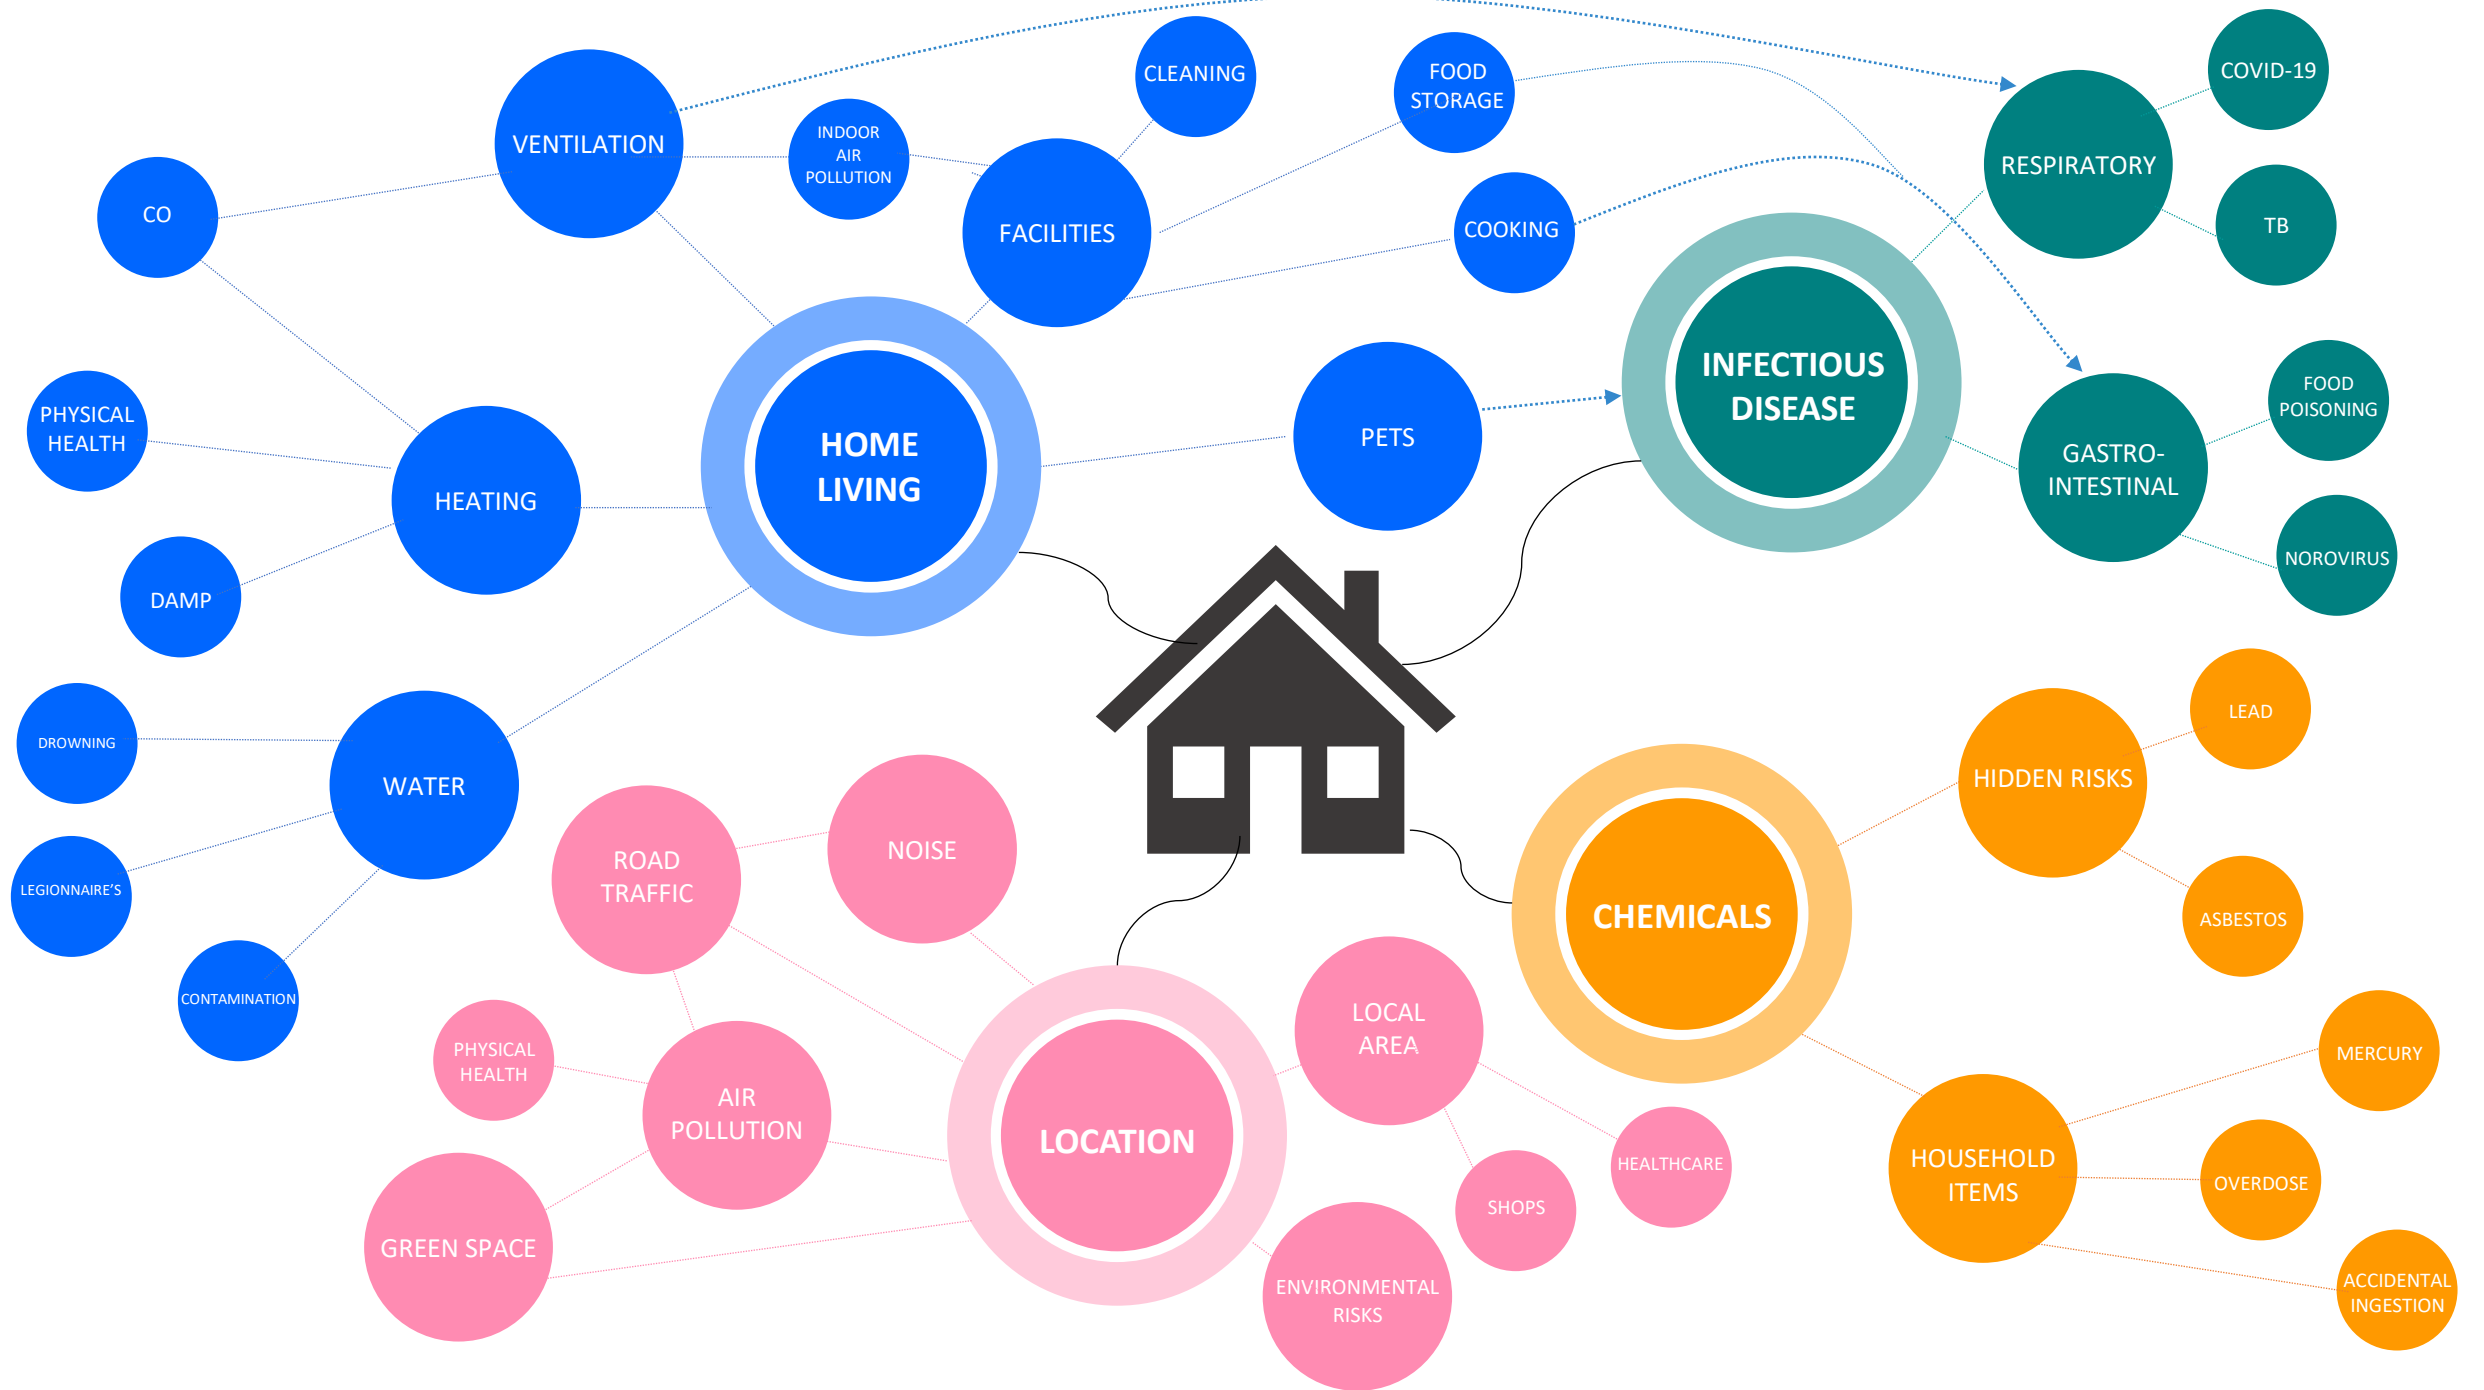 CLEANING
FOOD
STORAGE
COVID-19
VENTILATION
INDOOR
AIR
POLLUTION
RESPIRATORY
CO
FACILITIES
COOKING
TB
INFECTIOUS
DISEASE
PHYSICAL
HEALTH
HOME
LIVING
PETS
FOOD
POISONING
HEATING
GASTRO-
INTESTINAL
DAMP
NOROVIRUS
DROWNING
WATER
LEAD
HIDDEN RISKS
LEGIONNAIRE'S
ROAD
TRAFFIC
NOISE
CHEMICALS
ASBESTOS
CONTAMINATION
PHYSICAL
HEALTH
LOCAL
AREA
MERCURY
AIR
POLLUTION
LOCATION
HEALTHCARE
HOUSEHOLD
ITEMS
OVERDOSE
GREEN SPACE
SHOPS
ENVIRONMENTAL
RISKS
ACCIDENTAL
INGESTION